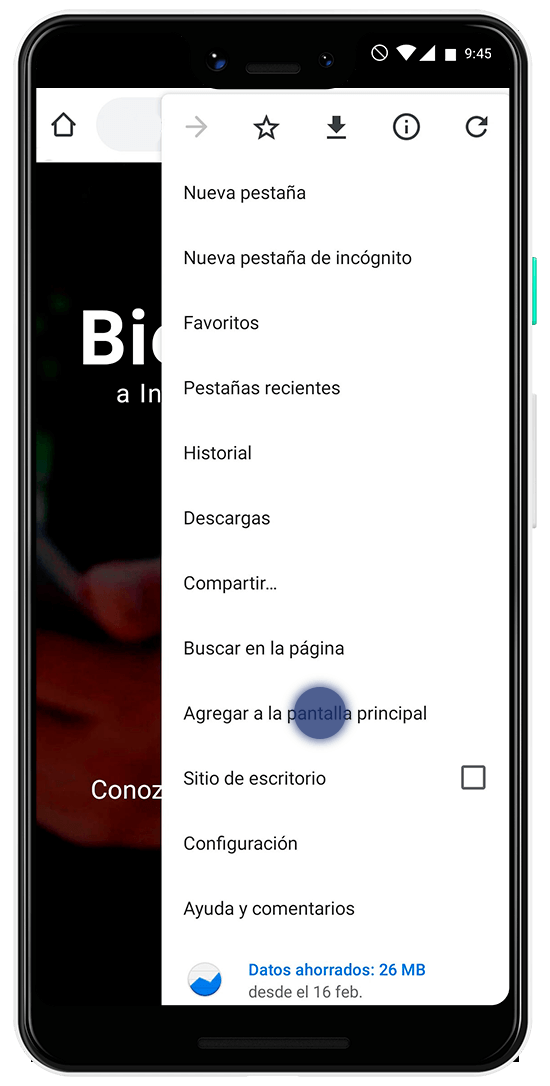 9:45
Nueva pestaña
Nueva pestaña de incógnito
Favoritos
Bie
Pestañas recientes
a In
Historial
Descargas
Compartir...
Buscar en la página
Agregar a la pantalla principal
Sitio de escritorio
Conoz
Configuración
Ayuda y comentarios
Datos ahorrados: 26 MB
desde el 16 feb.